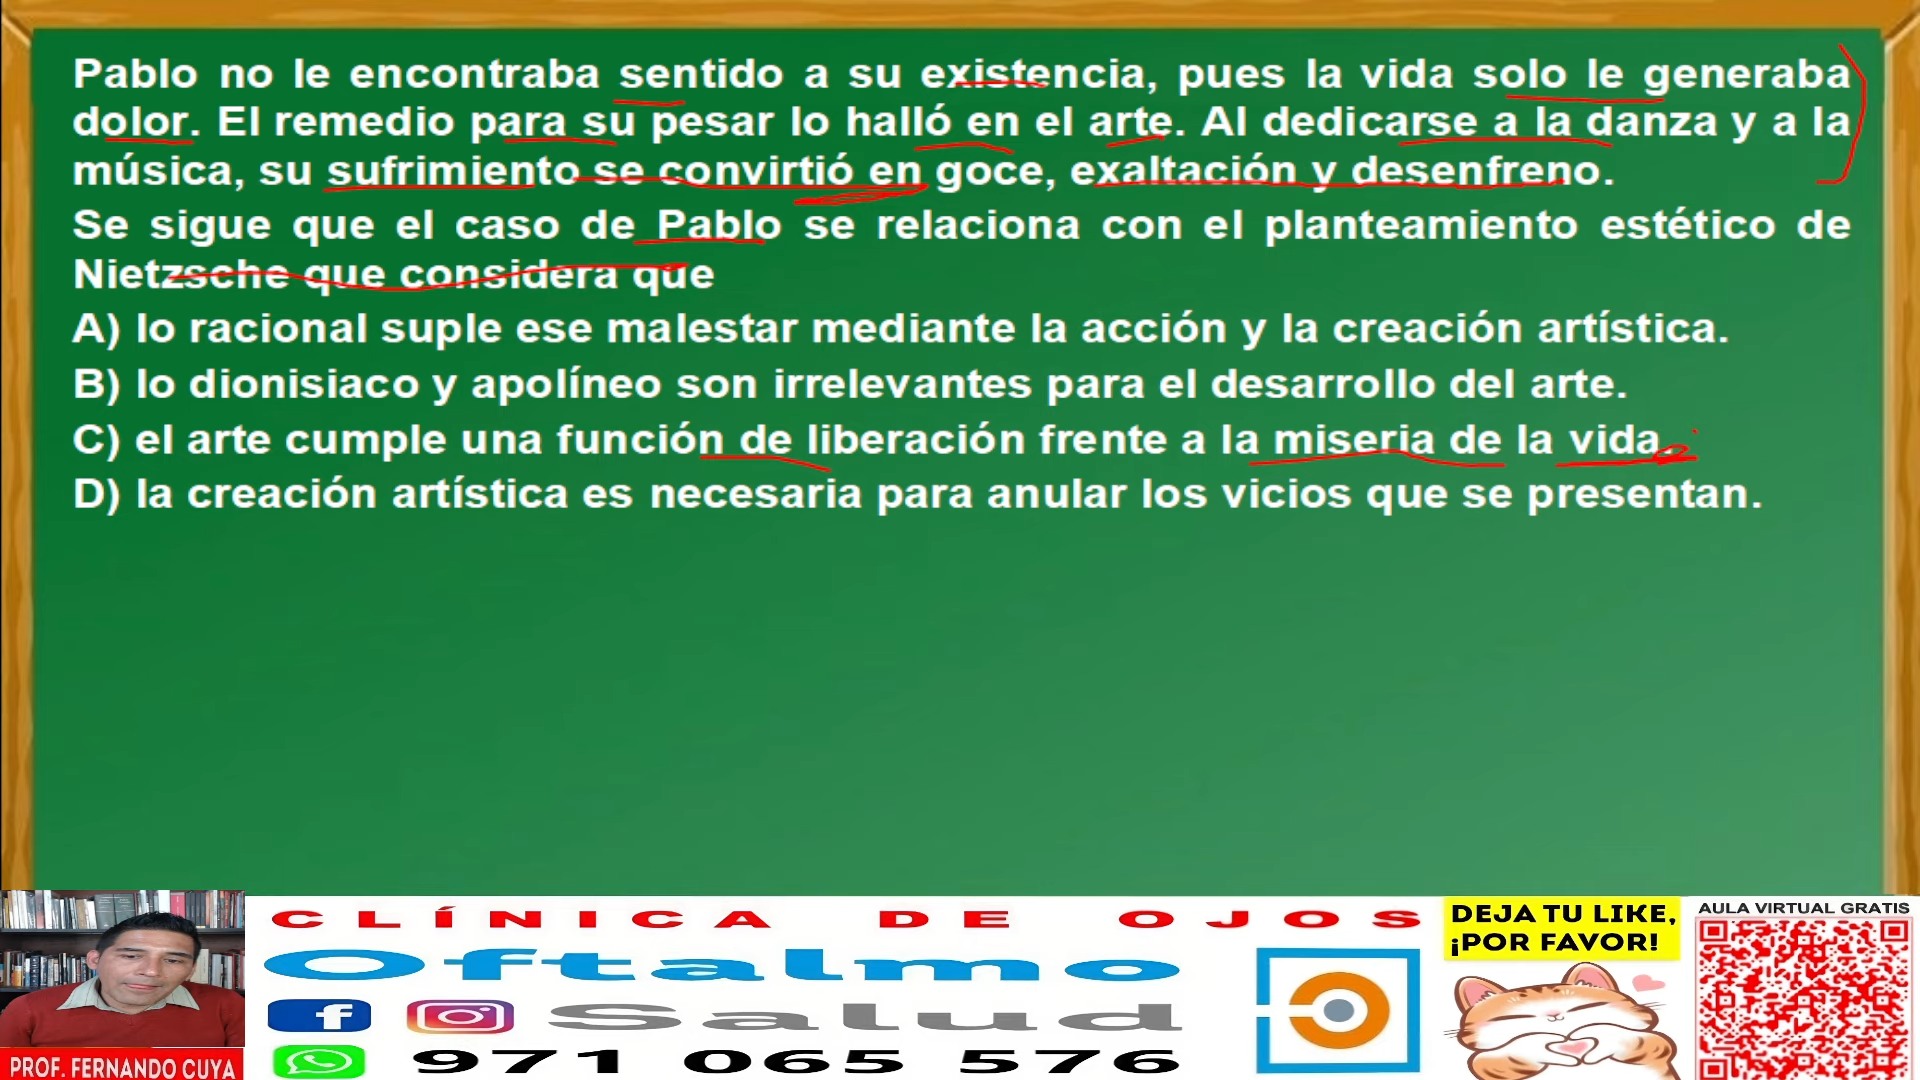 Pablo no le encontraba sentido a su existencia, pues la vida solo le generaba
dolor. El remedio para su pesar lo halló en el arte. Al dedicarse a la danza y a la
música, su sufrimiento se convirtió en goce, exaltación y desenfreno.
Se sigue que el caso de Pablo se relaciona con el planteamiento estético de
Nietzsche que considera que
A) lo racional suple ese malestar mediante la acción y la creación artística.
B) lo dionisiaco y apolíneo son irrelevantes para el desarrollo del arte.
C) el arte cumple una función de liberación frente a la miseria de la vida.
D) la creación artística es necesaria para anular los vicios que se presentan.
CLÍNICA DE OJOS
Oftalmo
Salud
971 065 576
DEJA TU LIKE,
¡POR FAVOR!
AULA VIRTUAL GRATIS
PROF. FERNANDO CUYA